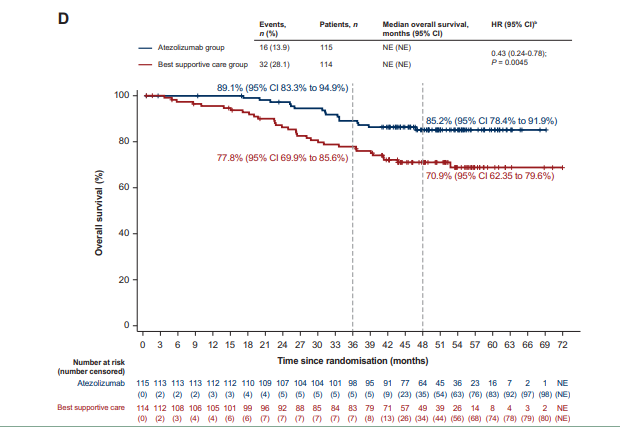 D
Events, n (%) Patients, n Median overall survival, months (95% CI) HR (95% CI)ᵇ
Atezolizumab group 16 (13.9) 115 NE (NE) 0.43 (0.24-0.78);
Best supportive care group 32 (28.1) 114 NE (NE) P = 0.0045
89.1% (95% CI 83.3% to 94.9%)
85.2% (95% CI 78.4% to 91.9%)
77.8% (95% CI 69.9% to 85.6%)
70.9% (95% CI 62.35 to 79.6%)
Overall survival (%)
100
80
60
40
20
0
0 3 6 9 12 15 18 21 24 27 30 33 36 39 42 45 48 51 54 57 60 63 66 69 72
Time since randomisation (months)
Number at risk
(number censored)
Atezolizumab 115 113 113 113 112 112 110 109 107 104 104 101 98 95 91 77 64 45 36 23 16 7 2 1 NE
(0) (2) (2) (2) (3) (3) (4) (4) (5) (5) (5) (5) (5) (5) (9) (23) (35) (54) (63) (76) (83) (92) (97) (98) (NE)
Best supportive care 114 112 108 106 105 101 99 96 92 88 85 84 83 79 71 57 49 39 26 14 8 4 3 2 NE
(0) (2) (3) (4) (4) (6) (6) (7) (7) (7) (7) (7) (7) (8) (13) (26) (34) (44) (56) (68) (74) (78) (79) (80) (NE)